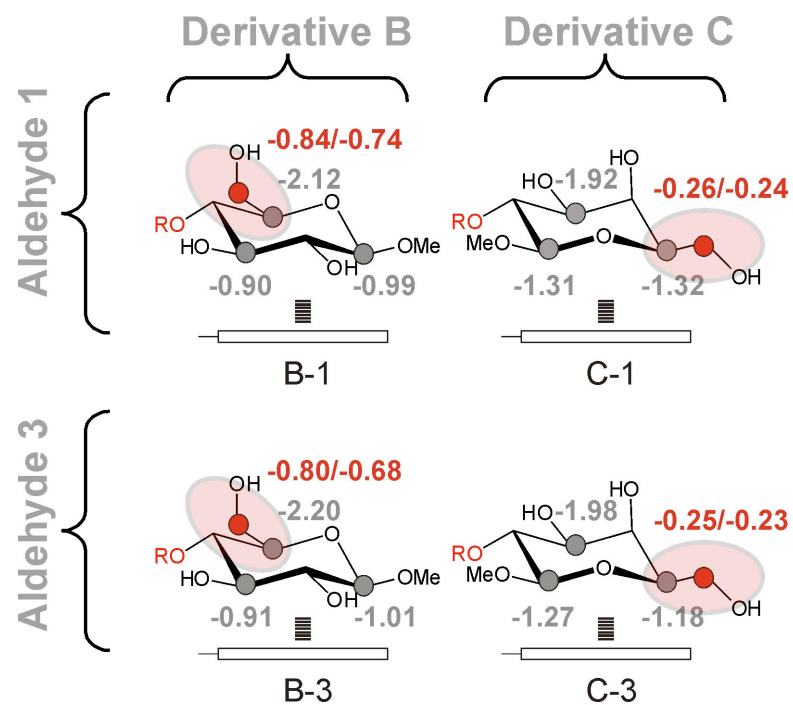 Derivative B Derivative C
Aldehyde 1
OH -0.84/-0.74
-2.12
O
RO
HO
OH
OMe
-0.90 -0.99
B-1
HO
HO -1.92
-0.26/-0.24
RO
MeO
O
OH
-1.31 -1.32
C-1
Aldehyde 3
OH -0.80/-0.68
-2.20
O
RO
HO
OH
OMe
-0.91 -1.01
B-3
HO
HO -1.98
-0.25/-0.23
RO
MeO
O
OH
-1.27 -1.18
C-3